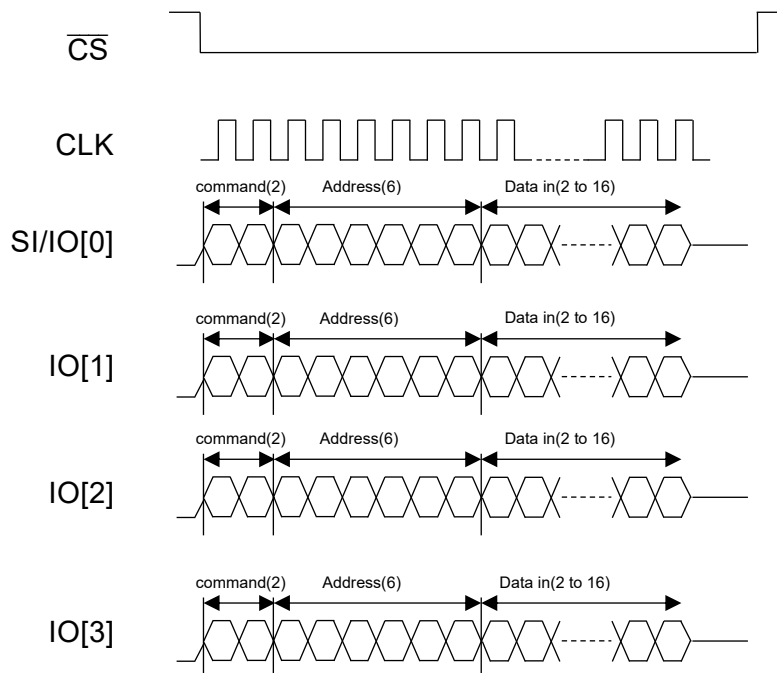 CS
CLK
command(2) Address(6) Data in(2 to 16)
SI/IO[0]
command(2) Address(6) Data in(2 to 16)
IO[1]
command(2) Address(6) Data in(2 to 16)
IO[2]
command(2) Address(6) Data in(2 to 16)
IO[3]